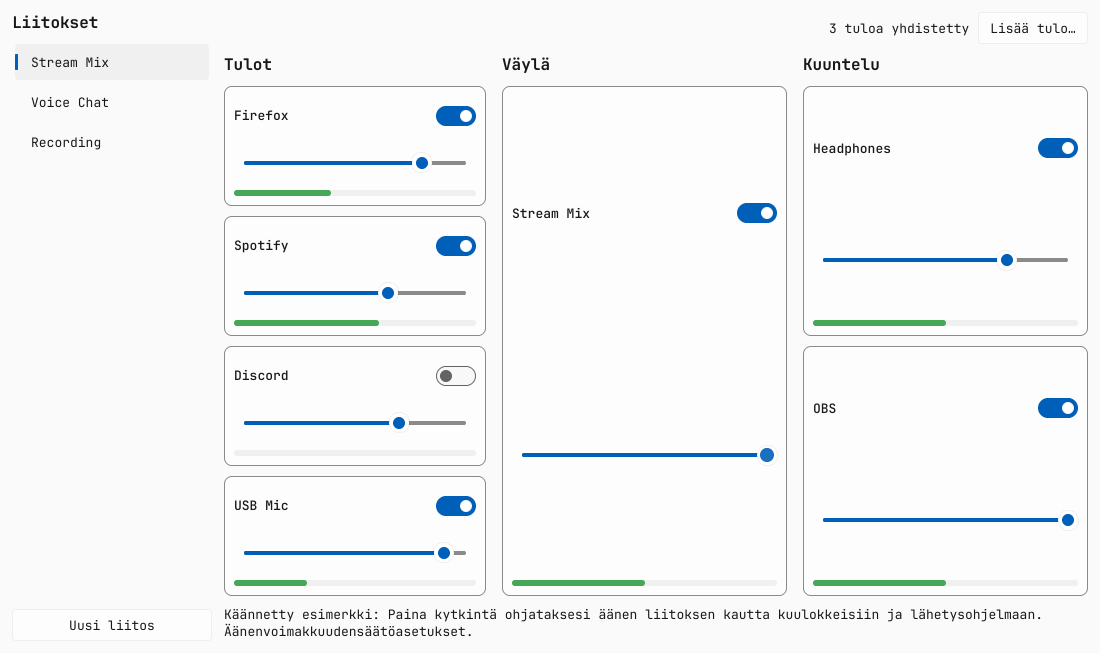 Liitokset
3 tuloa yhdistetty
Lisää tulo…
Stream Mix
Voice Chat
Recording
Tulot
Väylä
Kuuntelu
Firefox
Spotify
Discord
USB Mic
Stream Mix
Headphones
OBS
Uusi liitos
Käännetty esimerkki: Paina kytkintä ohjataksesi äänen liitoksen kautta kuulokkeisiin ja lähetysohjelmaan.
Äänenvoimakkuudensäätöasetukset.